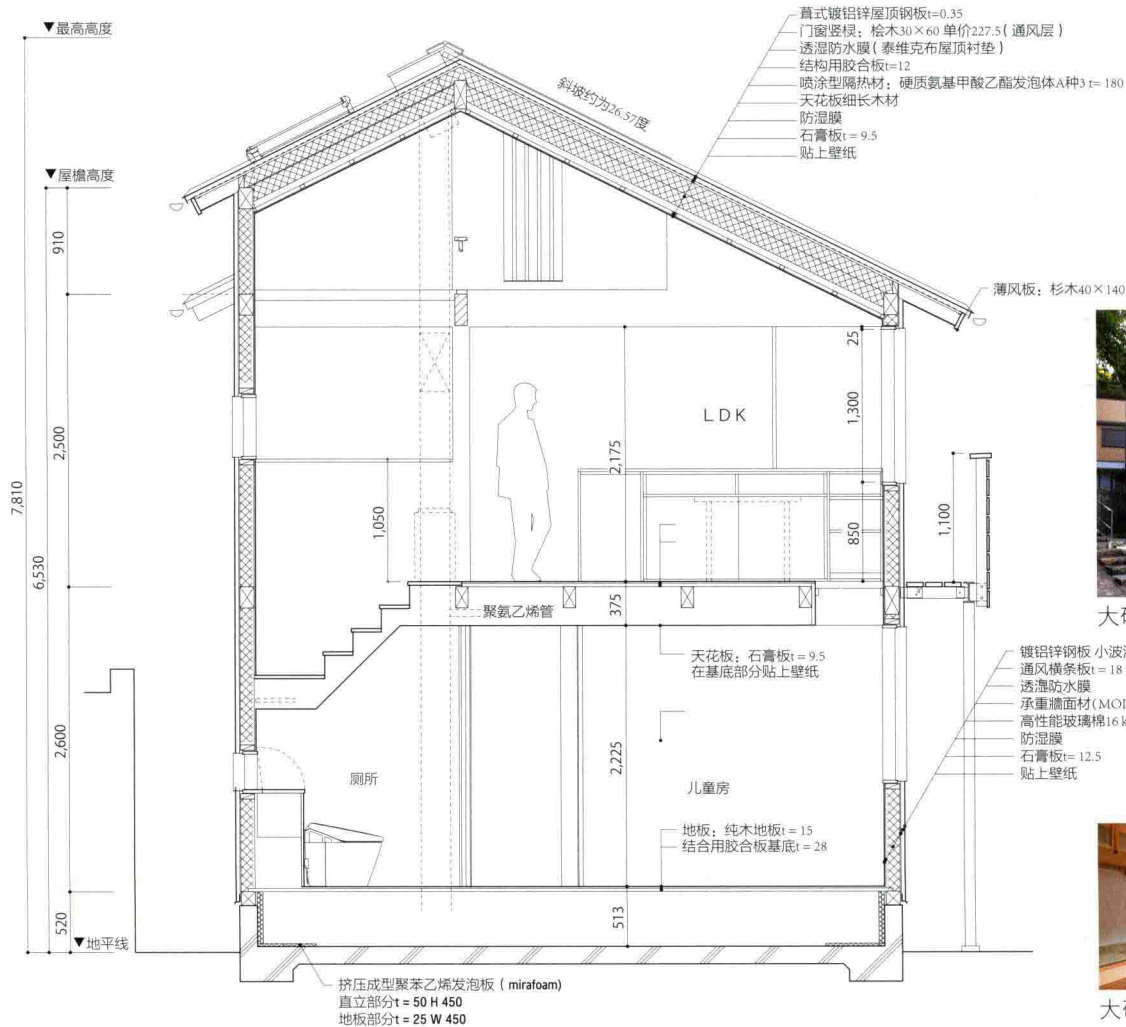 ▼最高高度
葺式镀铝锌屋顶钢板t=0.35
门窗竖棂：桧木30×60 单价227.5(通风层)
透湿防水膜(泰维克布屋顶衬垫)
结构用胶合板t=12
喷涂型隔热材：硬质氨基甲酸乙酯发泡体A种3 t= 180
天花板细长木材
防湿膜
石膏板t = 9.5
贴上壁纸
斜坡约为26.57度
▼屋檐高度
910
薄风板：杉木40×140
25
1,300
LDK
2,500
2,175
7,810
6,530
1,050
850
1,100
375
聚氨乙烯管
天花板：石膏板t = 9.5
在基底部分贴上壁纸
镀铝锌钢板 小波
通风横条板t = 18
透湿防水膜
承重墙面材(MOI
高性能玻璃棉16 k
防湿膜
石膏板t= 12.5
贴上壁纸
2,600
2,225
厕所
儿童房
地板：纯木地板t = 15
结合用胶合板基底t = 28
520
513
▼地平线
挤压成型聚苯乙烯发泡板（mirafoam)
直立部分t = 50 H 450
地板部分t = 25 W 450
大
大